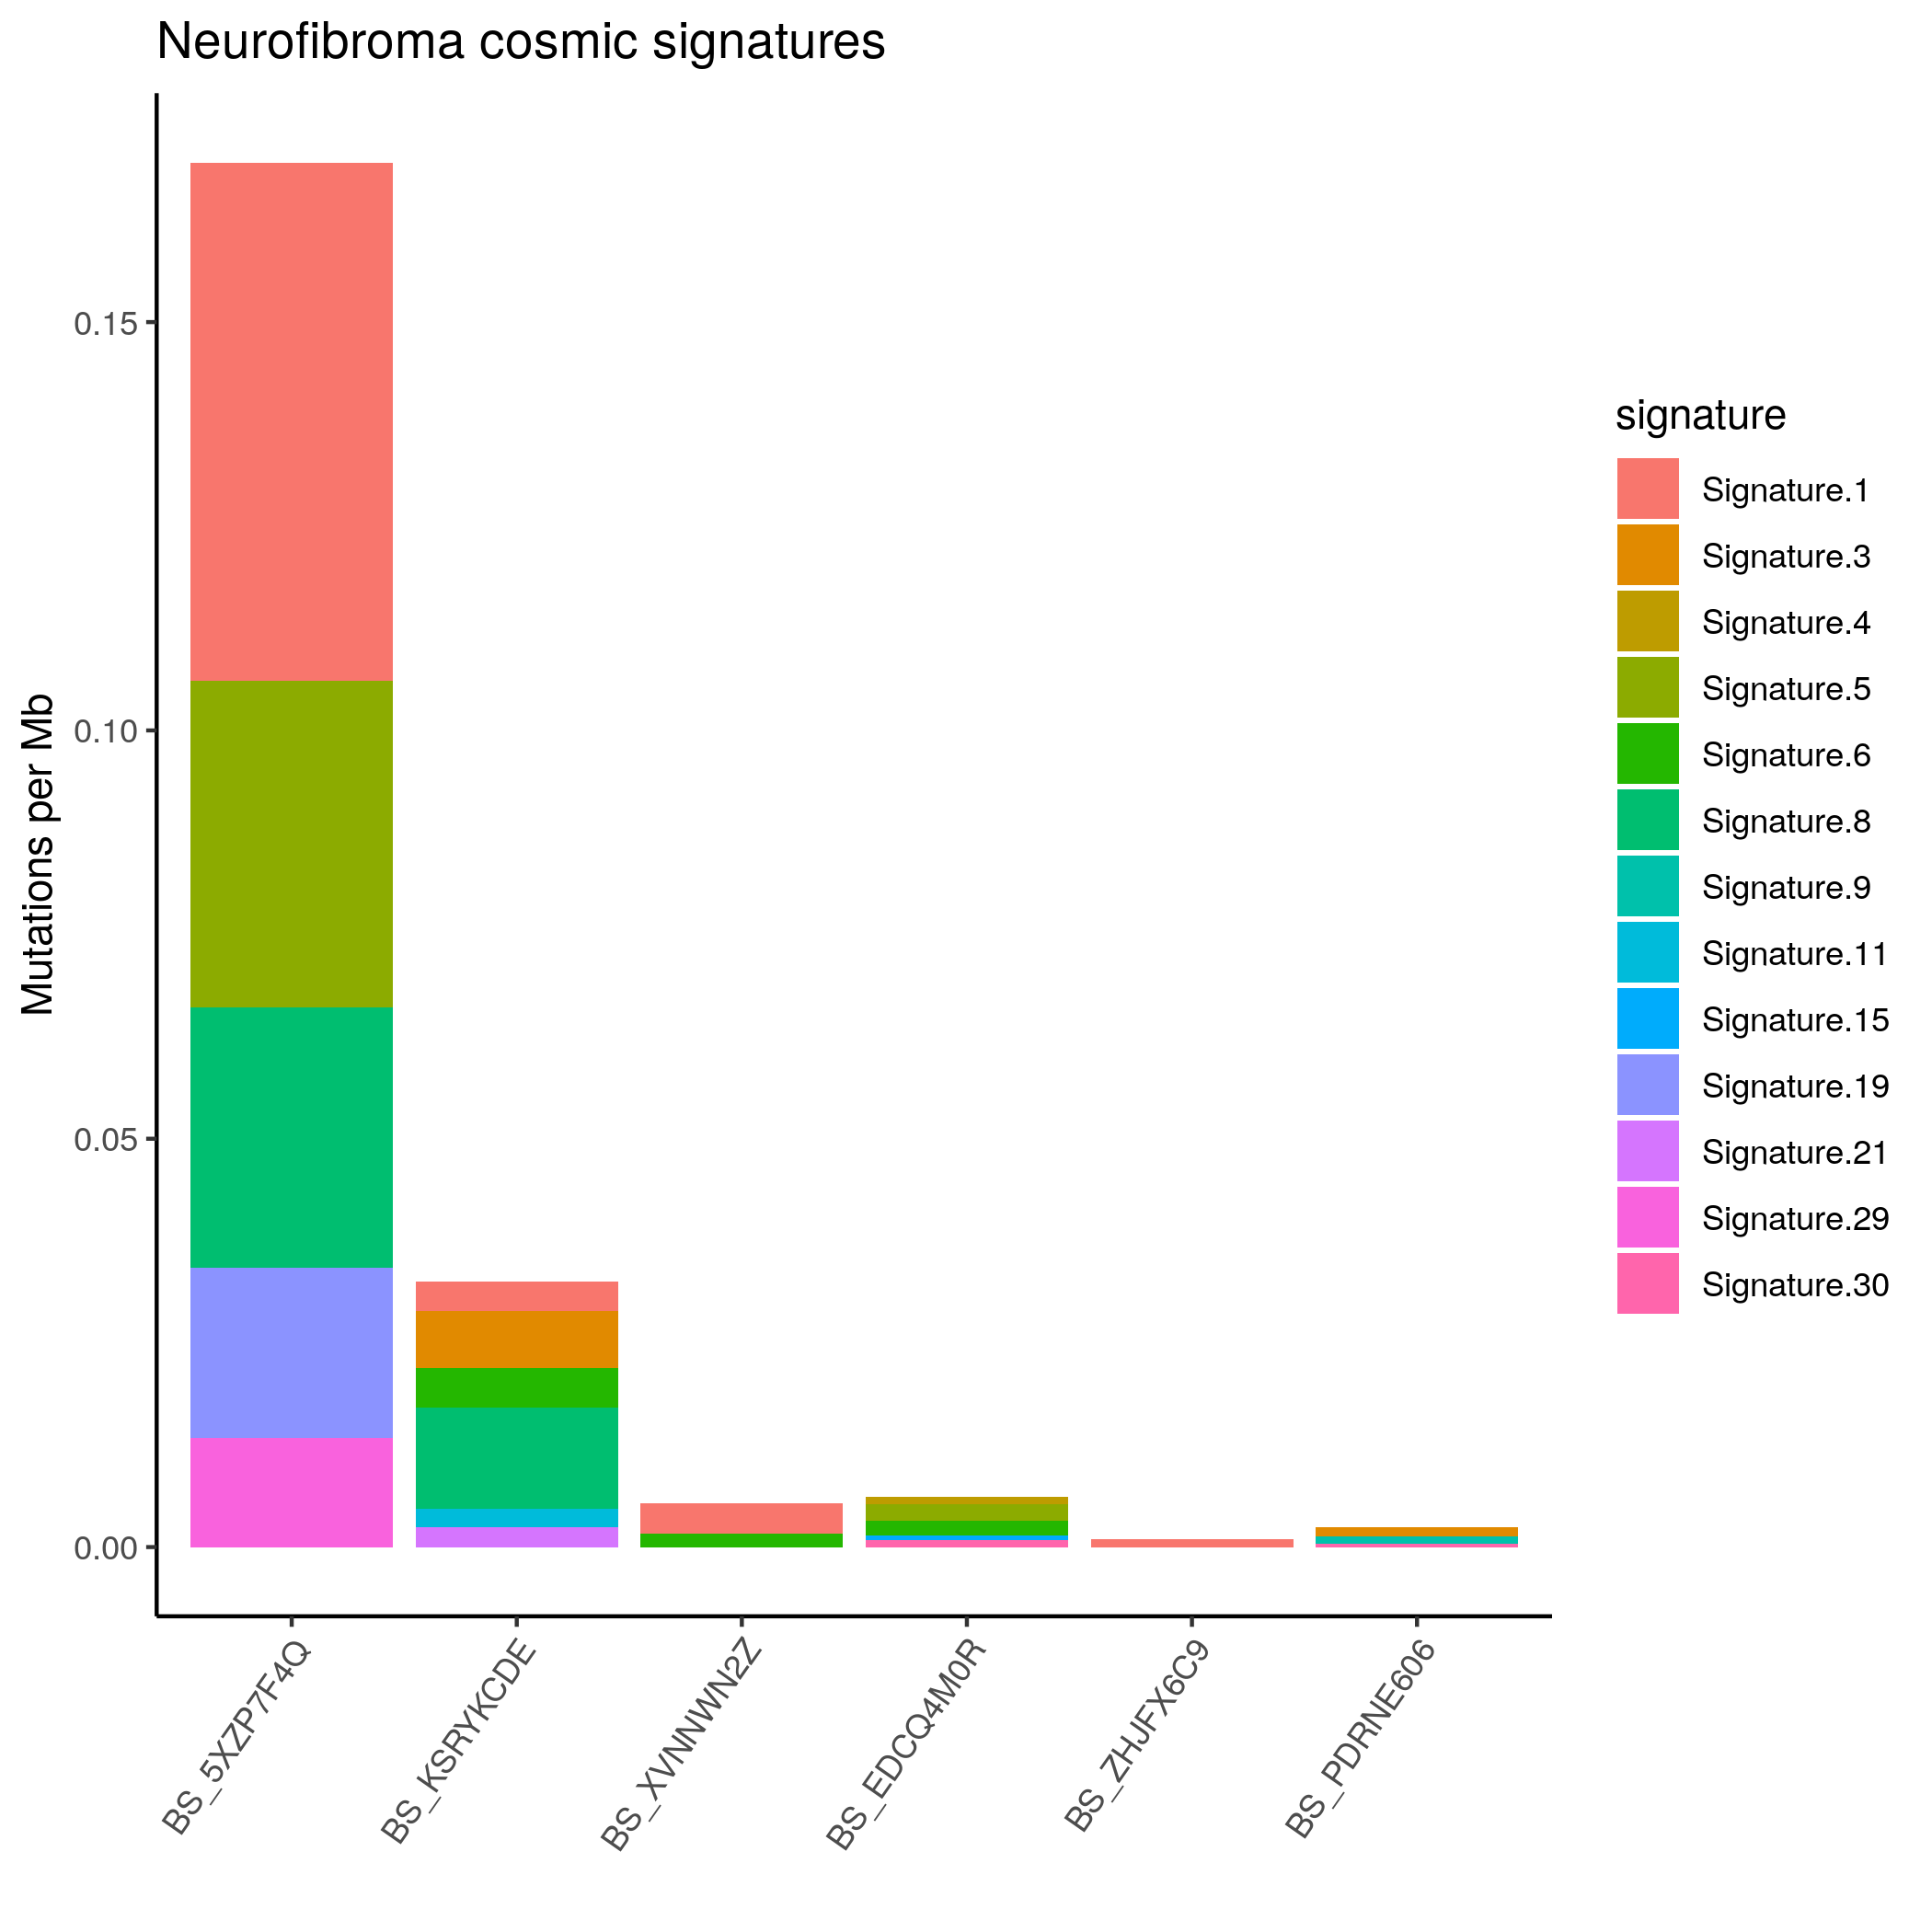 Neurofibroma cosmic signatures
Mutations per Mb
0.15
0.10
0.05
0.00
BS_5XZP7F4Q
BS_KSRYKCDE
BS_XVNNWN2Z
BS_EDCQ4M0R
BS_ZHJFX6C9
BS_PDRNE606
signature
Signature.1
Signature.3
Signature.4
Signature.5
Signature.6
Signature.8
Signature.9
Signature.11
Signature.15
Signature.19
Signature.21
Signature.29
Signature.30